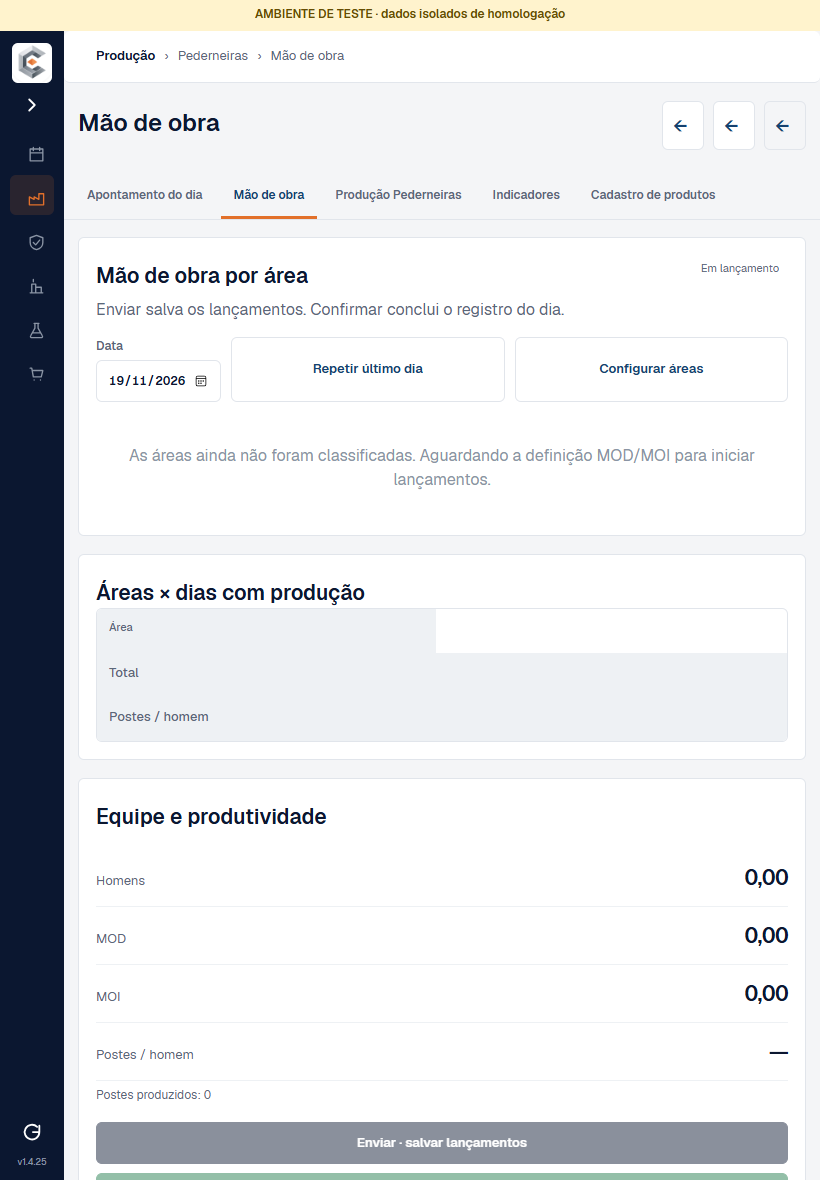 AMBIENTE DE TESTE · dados isolados de homologação
Produção › Pederneiras › Mão de obra
Mão de obra
Apontamento do dia
Mão de obra
Produção Pederneiras
Indicadores
Cadastro de produtos
Mão de obra por área
Em lançamento
Enviar salva os lançamentos. Confirmar conclui o registro do dia.
Data
19/11/2026
Repetir último dia
Configurar áreas
As áreas ainda não foram classificadas. Aguardando a definição MOD/MOI para iniciar
lançamentos.
Áreas × dias com produção
Área
Total
Postes / homem
Equipe e produtividade
Homens
0,00
MOD
0,00
MOI
0,00
Postes / homem
—
Postes produzidos: 0
Enviar · salvar lançamentos
v1.4.25